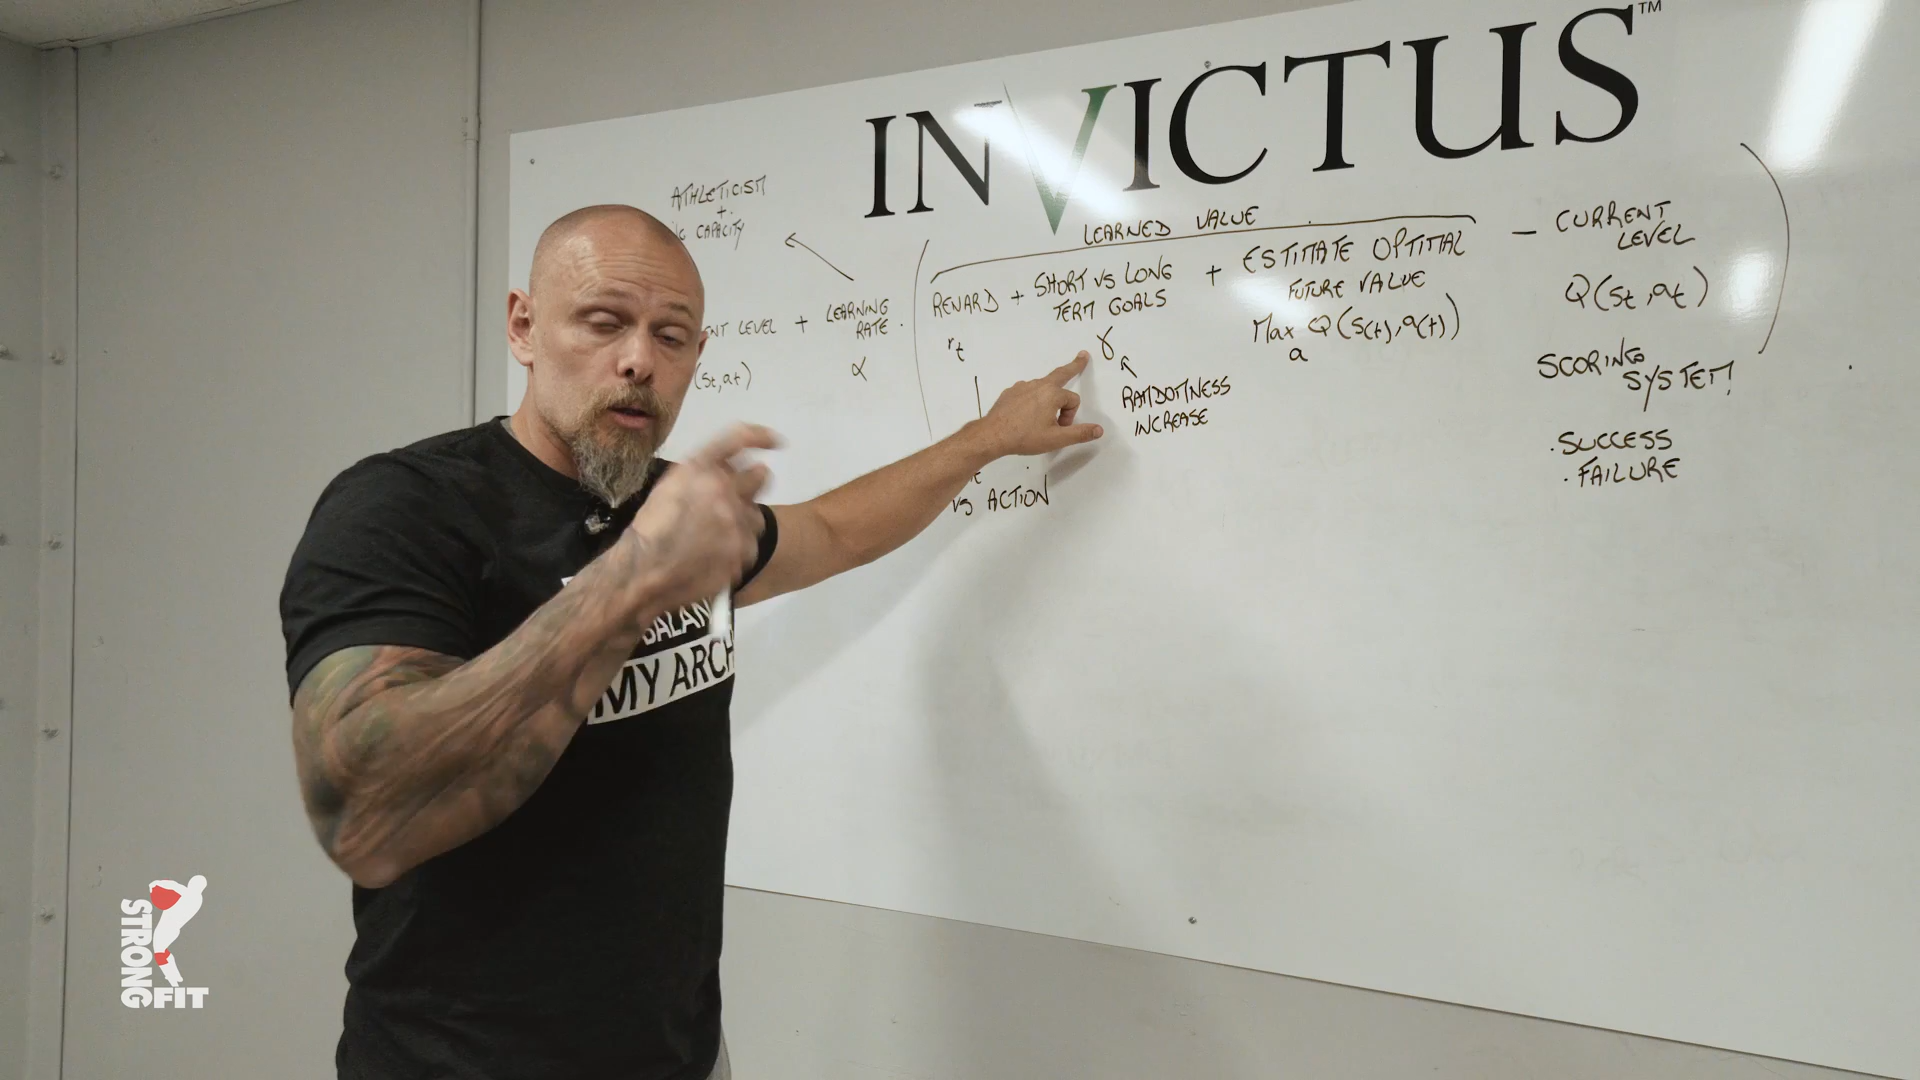 INVICTUS™
ATHLETICISM
+
CAPACITY
LEARNED VALUE
LEVEL + LEARNING RATE .
REWARD + SHORT VS LONG TERM GOALS
+ ESTIMATE OPTIMAL FUTURE VALUE
- CURRENT LEVEL
(st, at)
α
rt
γ
Max Q(s(t), a(t))
a
Q(st, at)
RANDOMNESS INCREASE
SCORING SYSTEM!
· SUCCESS
· FAILURE
vs ACTION
BALAN
MY ARCH
STRONG
FIT